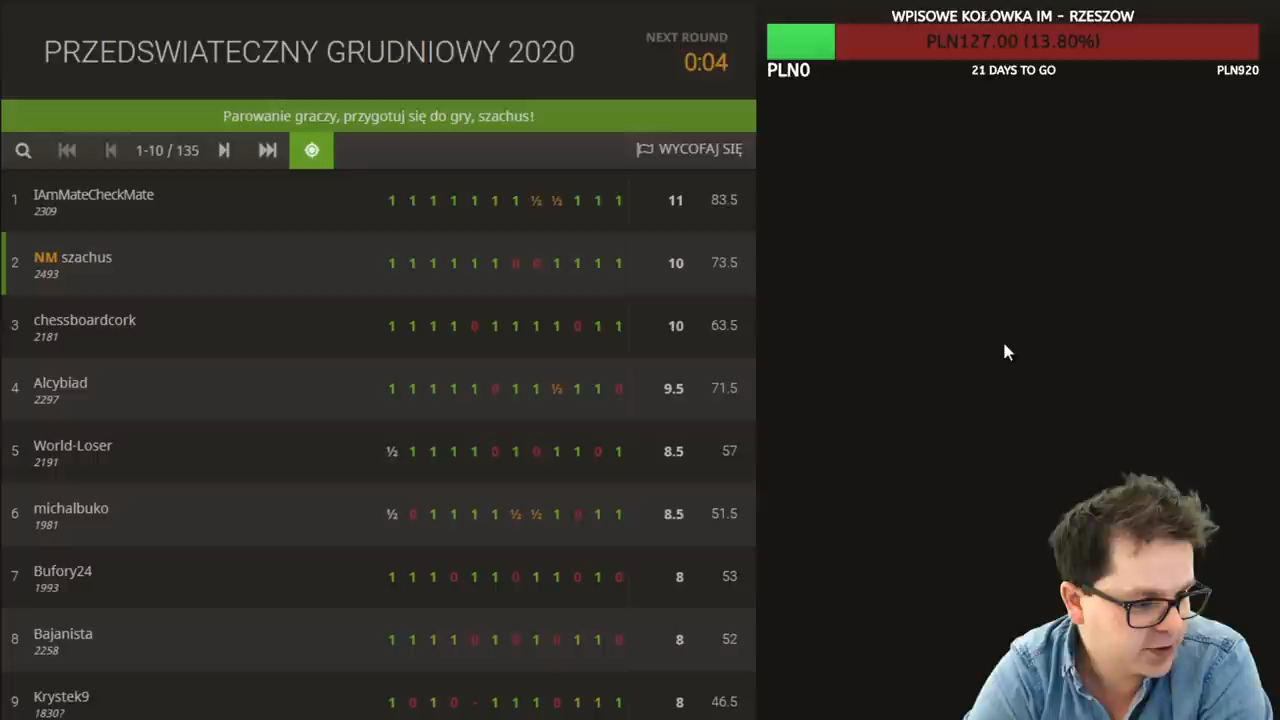 PRZEDSWIATECZNY GRUDNIOWY 2020
NEXT ROUND
0:04
Parowanie graczy, przygotuj się do gry, szachus!
1-10 / 135
WYCOFAJ SIĘ
1 IAmMateCheckMate 1 1 1 1 1 1 1 ½ ½ 1 1 1 11 83.5
2309
2 NM szachus 1 1 1 1 1 1 0 0 1 1 1 1 10 73.5
2493
3 chessboardcork 1 1 1 1 0 1 1 1 1 0 1 1 10 63.5
2181
4 Alcybiad 1 1 1 1 1 0 1 1 ½ 1 1 0 9.5 71.5
2297
5 World-Loser ½ 1 1 1 1 0 1 0 1 1 0 1 8.5 57
2191
6 michalbuko ½ 0 1 1 1 1 ½ ½ 1 0 1 1 8.5 51.5
1981
7 Bufory24 1 1 1 0 1 1 0 1 1 0 1 0 8 53
1993
8 Bajanista 1 1 1 1 0 1 0 1 0 1 1 0 8 52
2258
9 Krystek9 1 0 1 0 - 1 1 1 0 1 1 1 8 46.5
1830?
WPISOWE KOŁOWKA IM - RZESZÓW
PLN127.00 (13.80%)
PLN0 21 DAYS TO GO PLN920